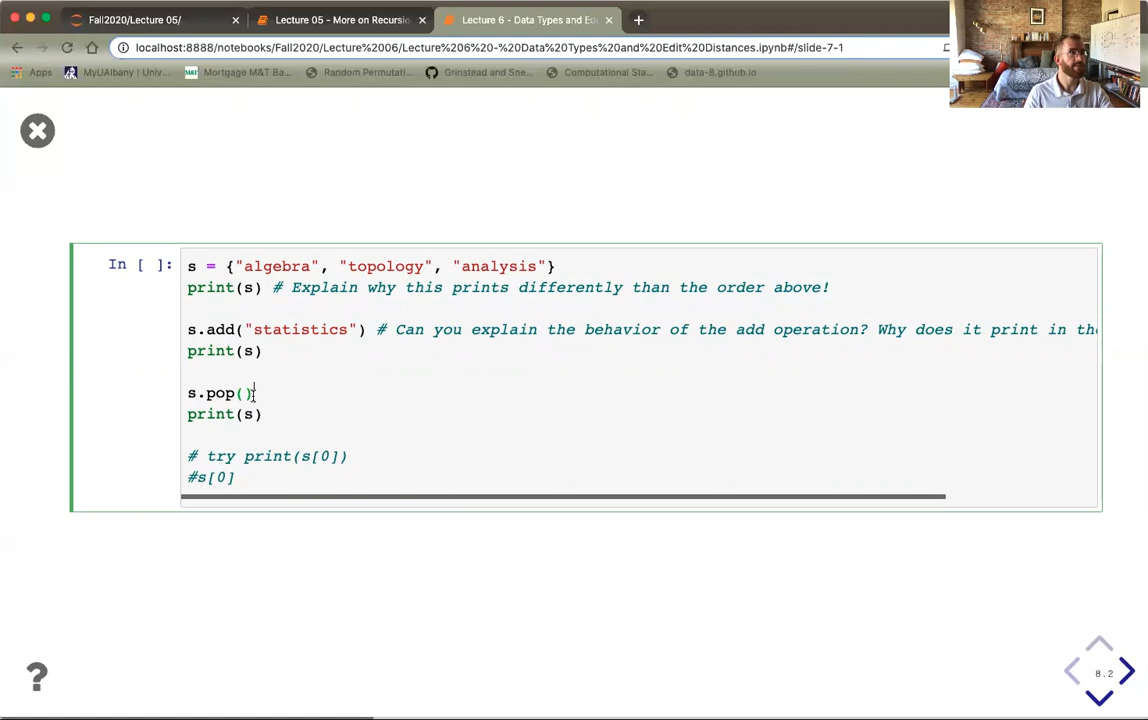 Fall2020/Lecture 05/
Lecture 05 - More on Recursio
Lecture 6 - Data Types and Ed
localhost:8888/notebooks/Fall2020/Lecture%2006/Lecture%206%20-%20Data%20Types%20and%20Edit%20Distances.ipynb#/slide-7-1
Apps
MyUAlbany | Univ...
M&T
Mortgage M&T Ba...
Random Permutati...
Grinstead and Sne...
Computational Sta...
data-8.github.io
In [ ]:
s = {"algebra", "topology", "analysis"}
print(s) # Explain why this prints differently than the order above!
s.add("statistics") # Can you explain the behavior of the add operation? Why does it print in th
print(s)
s.pop()
print(s)
# try print(s[0])
#s[0]
?
8.2